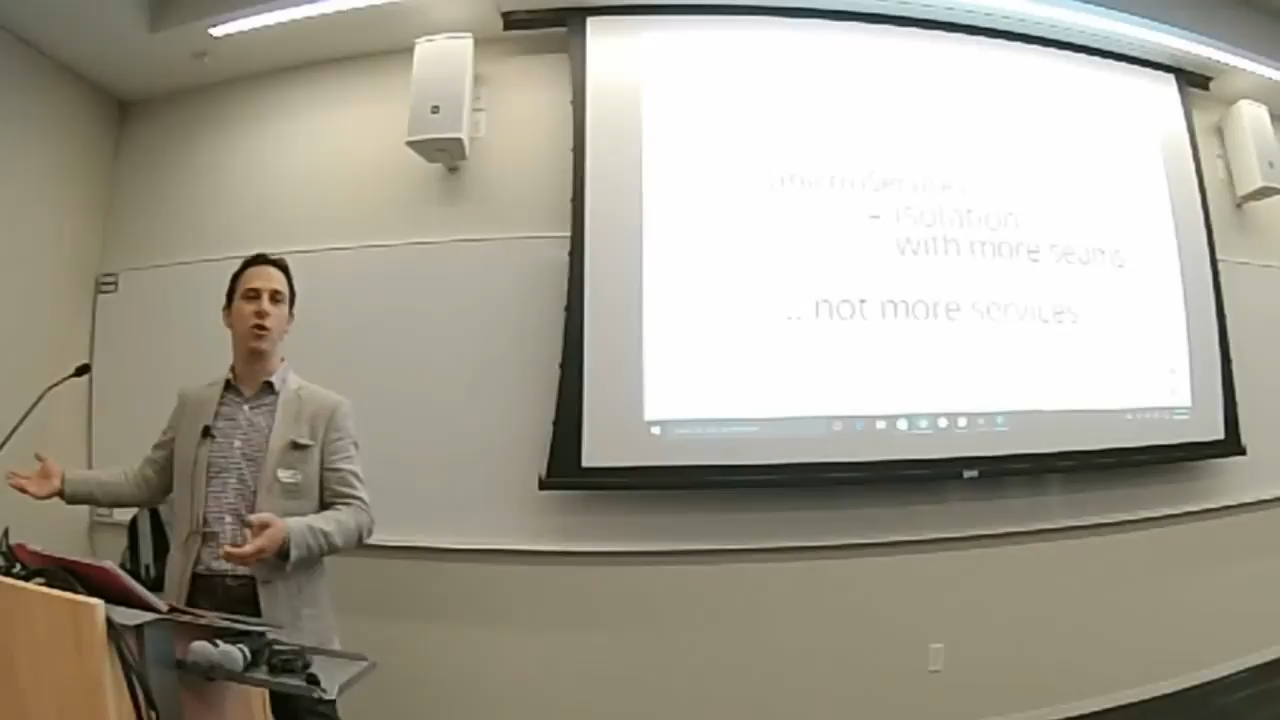 microservices
- isolation
with more seams
...not more services